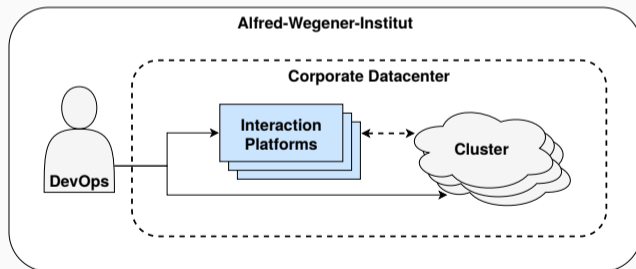 Alfred-Wegener-Institut
Corporate Datacenter
Interaction
Platforms
Cluster
DevOps